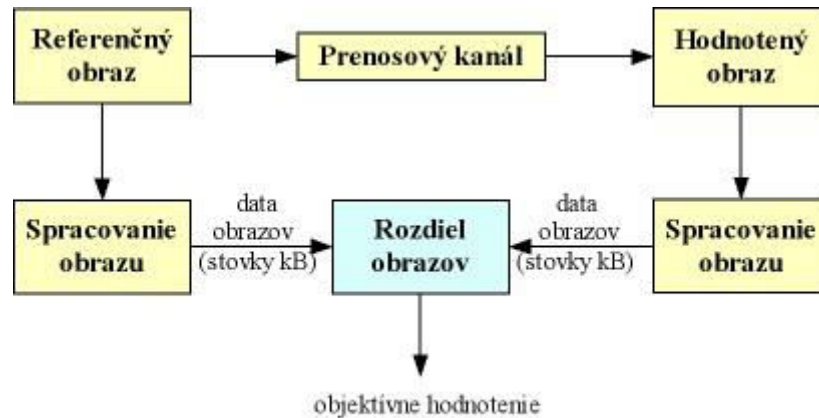 Referenčný
obraz
Prenosový kanál
Hodnotený
obraz
Spracovanie
obrazu
data
obrazov
(stovky kB)
Rozdiel
obrazov
data
obrazov
(stovky kB)
Spracovanie
obrazu
objektívne hodnotenie